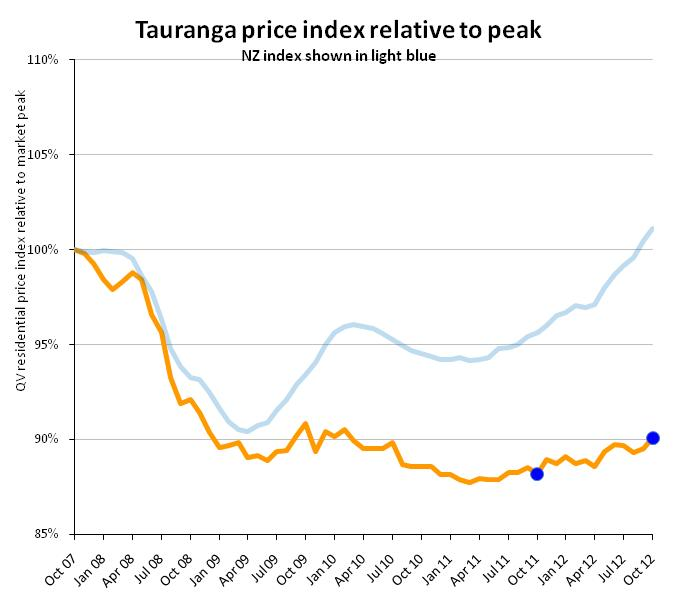 Tauranga price index relative to peak
NZ index shown in light blue
QV residential price index relative to market peak
110%
105%
100%
95%
90%
85%
Oct 07
Jan 08
Apr 08
Jul 08
Oct 08
Jan 09
Apr 09
Jul 09
Oct 09
Jan 10
Apr 10
Jul 10
Oct 10
Jan 11
Apr 11
Jul 11
Oct 11
Jan 12
Apr 12
Jul 12
Oct 12